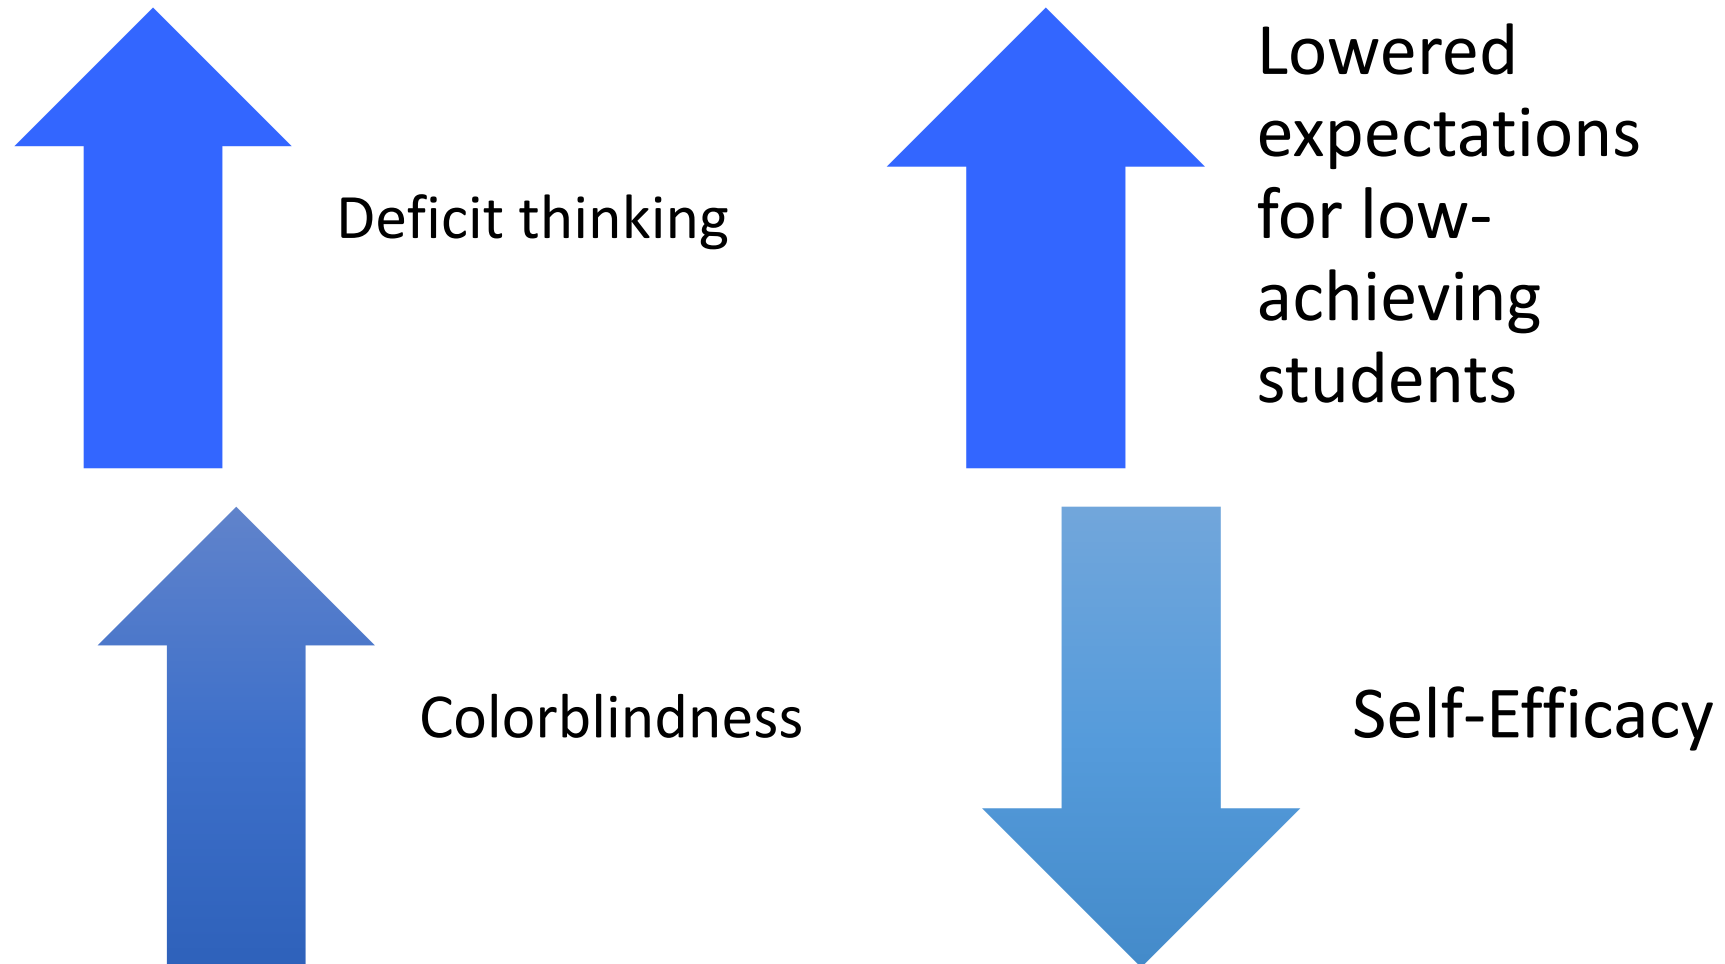 Deficit thinking
Lowered
expectations
for low-
achieving
students
Colorblindness
Self-Efficacy